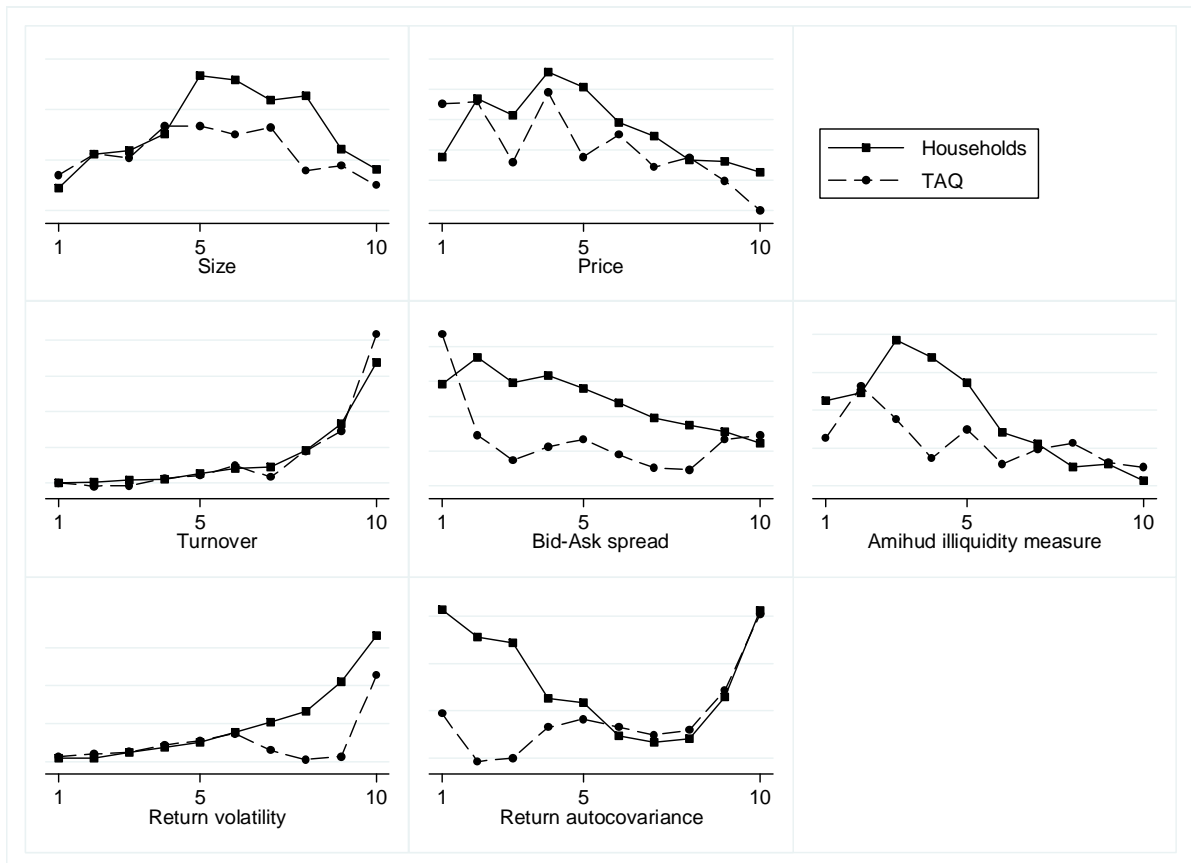 1 5 10
Size
1 5 10
Price
Households
TAQ
1 5 10
Turnover
1 5 10
Bid-Ask spread
1 5 10
Amihud illiquidity measure
1 5 10
Return volatility
1 5 10
Return autocovariance